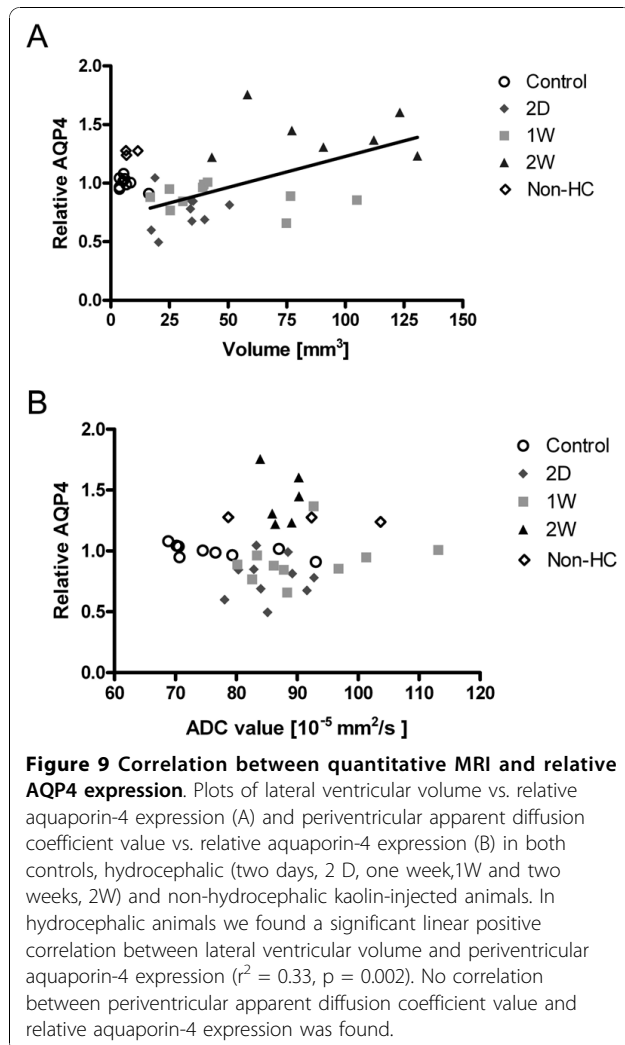 A
Relative AQP4
2.0
1.5
1.0
0.5
0.0
0
25
50
75
100
125
150
Volume [mm³]
Control
2D
1W
2W
Non-HC
B
Relative AQP4
2.0
1.5
1.0
0.5
0.0
60
70
80
90
100
110
120
ADC value [10⁻⁵ mm²/s ]
Control
2D
1W
2W
Non-HC
Figure 9 Correlation between quantitative MRI and relative
AQP4 expression. Plots of lateral ventricular volume vs. relative
aquaporin-4 expression (A) and periventricular apparent diffusion
coefficient value vs. relative aquaporin-4 expression (B) in both
controls, hydrocephalic (two days, 2 D, one week,1W and two
weeks, 2W) and non-hydrocephalic kaolin-injected animals. In
hydrocephalic animals we found a significant linear positive
correlation between lateral ventricular volume and periventricular
aquaporin-4 expression (r² = 0.33, p = 0.002). No correlation
between periventricular apparent diffusion coefficient value and
relative aquaporin-4 expression was found.